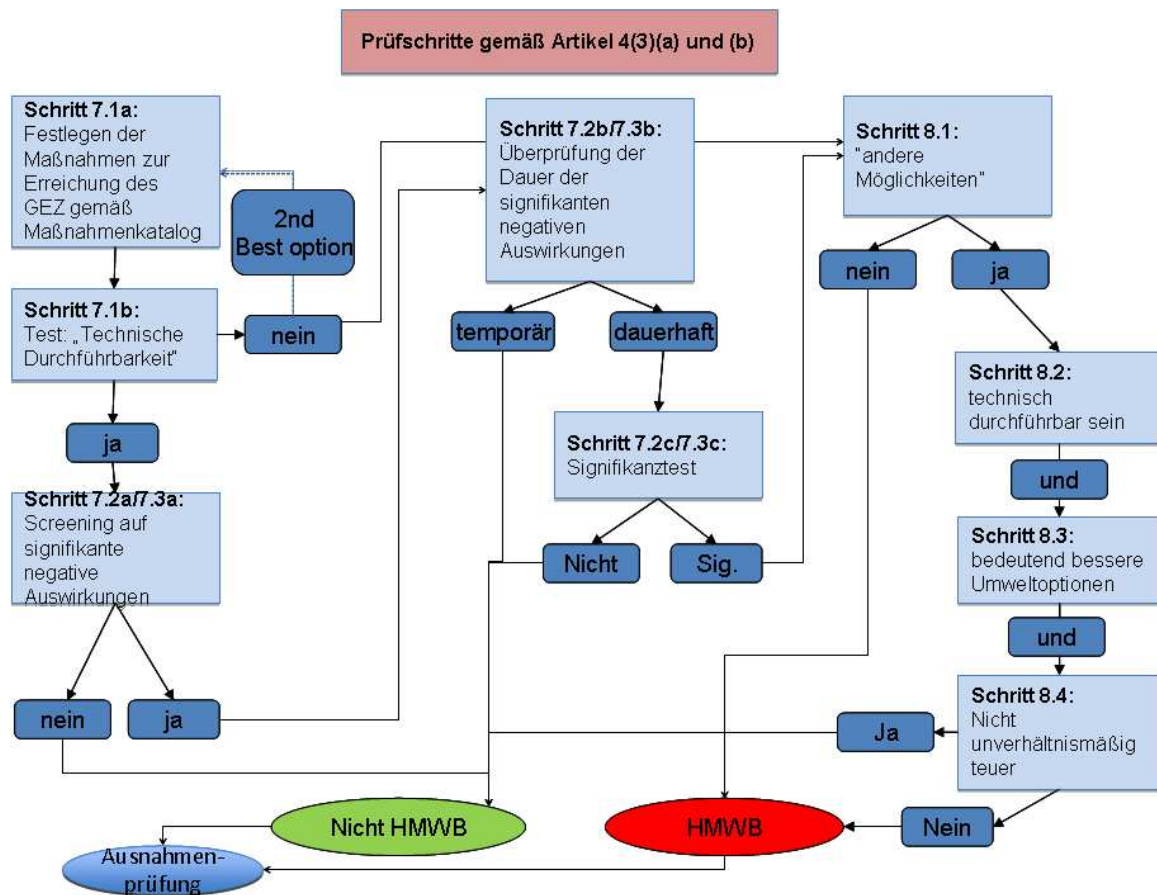 Prüfschritte gemäß Artikel 4(3)(a) und (b)
Schritt 7.1a:
Festlegen der
Maßnahmen zur
Erreichung des
GEZ gemäß
Maßnahmenkatalog
2nd
Best option
Schritt 7.1b:
Test: „Technische
Durchführbarkeit“
nein
ja
Schritt 7.2a/7.3a:
Screening auf
signifikante
negative
Auswirkungen
nein
ja
Schritt 7.2b/7.3b:
Überprüfung der
Dauer der
signifikanten
negativen
Auswirkungen
temporär
dauerhaft
Schritt 7.2c/7.3c:
Signifikanztest
Nicht
Sig.
Schritt 8.1:
"andere
Möglichkeiten"
nein
ja
Schritt 8.2:
technisch
durchführbar sein
und
Schritt 8.3:
bedeutend bessere
Umweltoptionen
und
Schritt 8.4:
Nicht
unverhältnismäßig
teuer
Ja
Nein
Nicht HMWB
HMWB
Ausnahmen-
prüfung